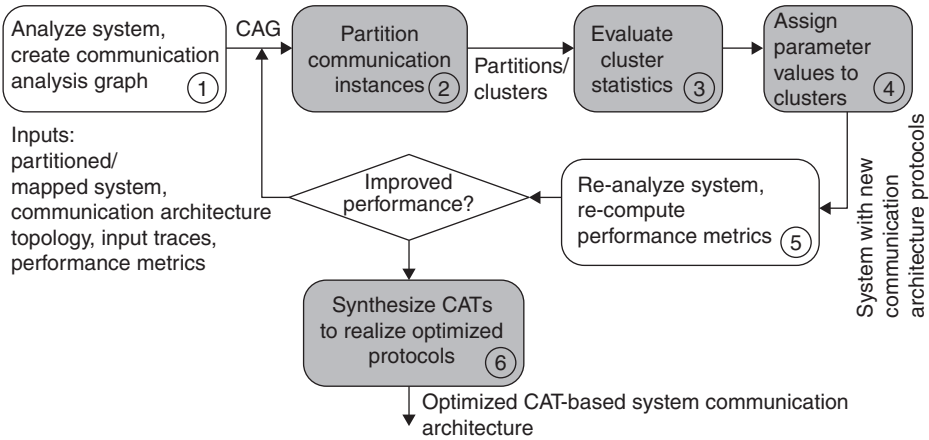 Analyze system,
create communication
analysis graph
1
CAG
Partition
communication
instances
2
Partitions/
clusters
Evaluate
cluster
statistics
3
Assign
parameter
values to
clusters
4
Inputs:
partitioned/
mapped system,
communication architecture
topology, input traces,
performance metrics
Improved
performance?
Re-analyze system,
re-compute
performance metrics
5
System with new
communication
architecture protocols
Synthesize CATs
to realize optimized
protocols
6
Optimized CAT-based system communication
architecture